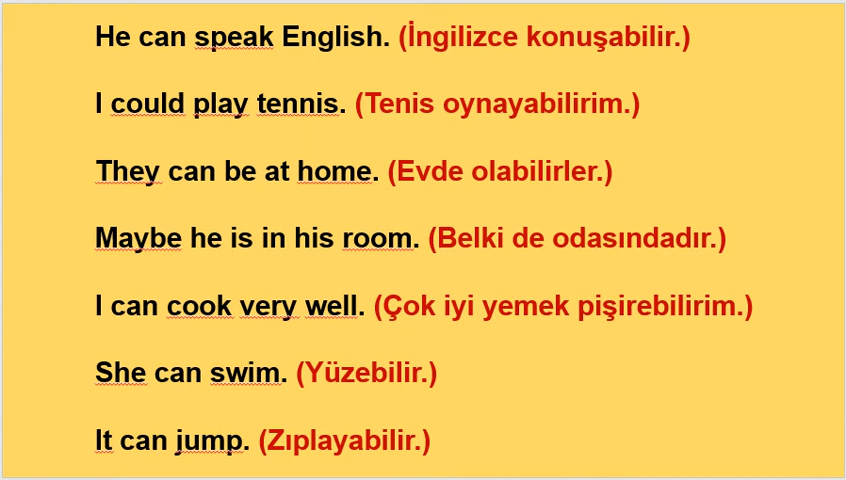 He can speak English. (İngilizce konuşabilir.)
I could play tennis. (Tenis oynayabilirim.)
They can be at home. (Evde olabilirler.)
Maybe he is in his room. (Belki de odasındadır.)
I can cook very well. (Çok iyi yemek pişirebilirim.)
She can swim. (Yüzebilir.)
It can jump. (Zıplayabilir.)